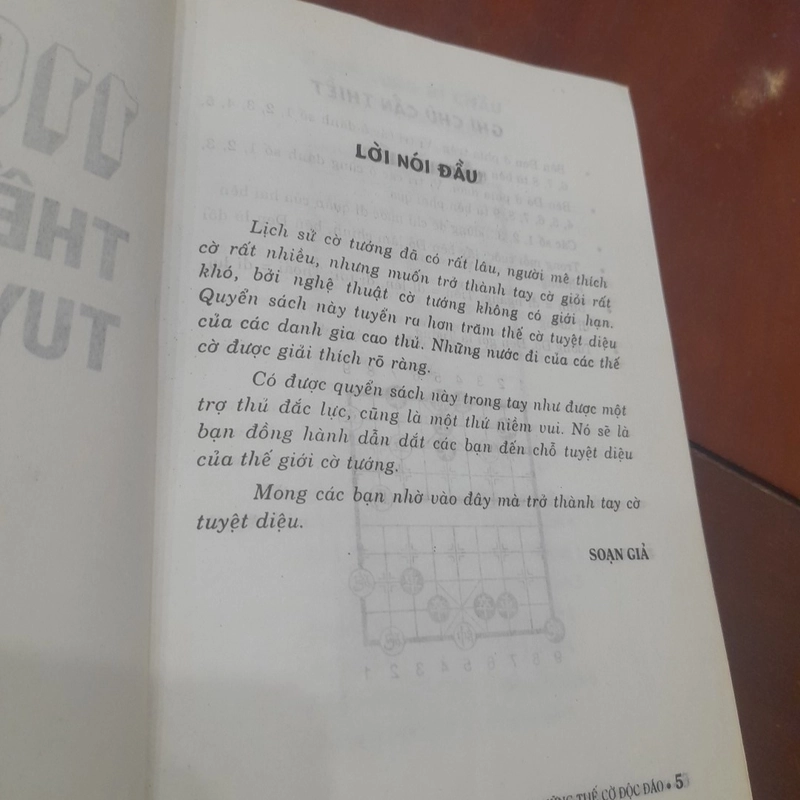 LỜI NÓI ĐẦU
Lịch sử cờ tướng đã có rất lâu, người mê thích
cờ rất nhiều, nhưng muốn trở thành tay cờ giỏi rất
khó, bởi nghệ thuật cờ tướng không có giới hạn.
Quyển sách này tuyển ra hơn trăm thế cờ tuyệt diệu
của các danh gia cao thủ. Những nước đi của các thế
cờ được giải thích rõ ràng.
Có được quyển sách này trong tay như được một
trợ thủ đắc lực, cũng là một thứ niềm vui. Nó sẽ là
bạn đồng hành dẫn dắt các bạn đến chỗ tuyệt diệu
của thế giới cờ tướng.
Mong các bạn nhờ vào đây mà trở thành tay cờ
tuyệt diệu.
SOẠN GIẢ
THẾ CỜ ĐỘC ĐÁO • 5